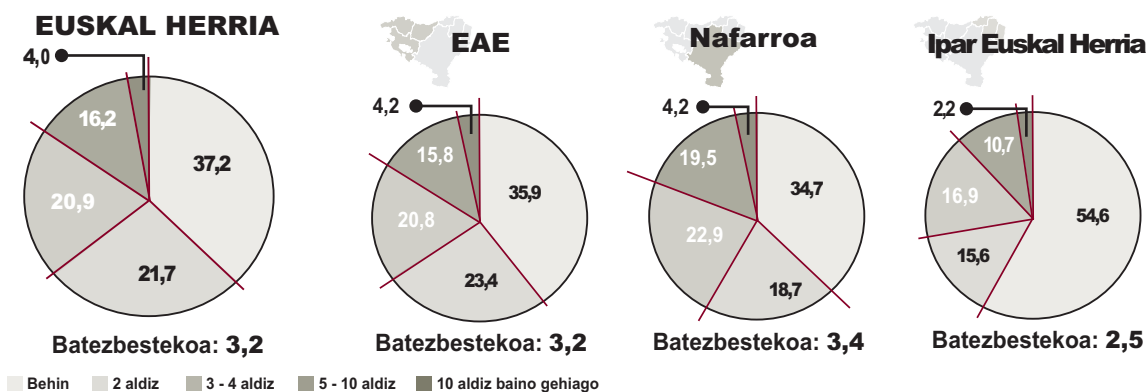 EUSKAL HERRIA
4,0
16,2
37,2
20,9
21,7
Batezbestekoa: 3,2
EAE
4,2
15,8
35,9
20,8
23,4
Batezbestekoa: 3,2
Nafarroa
4,2
19,5
34,7
22,9
18,7
Batezbestekoa: 3,4
Ipar Euskal Herria
2,2
10,7
16,9
54,6
15,6
Batezbestekoa: 2,5
Behin 2 aldiz 3 - 4 aldiz 5 - 10 aldiz 10 aldiz baino gehiago